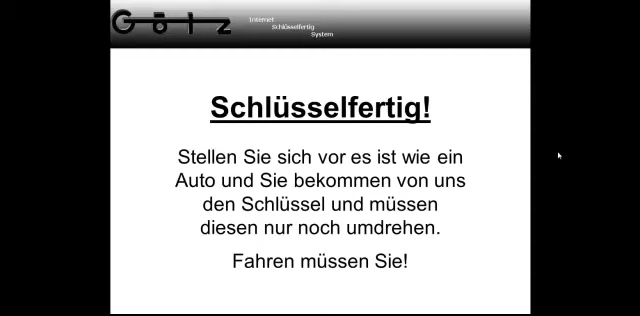 Götz
Internet
Schlüsselfertig
System
Schlüsselfertig!
Stellen Sie sich vor es ist wie ein
Auto und Sie bekommen von uns
den Schlüssel und müssen
diesen nur noch umdrehen.
Fahren müssen Sie!